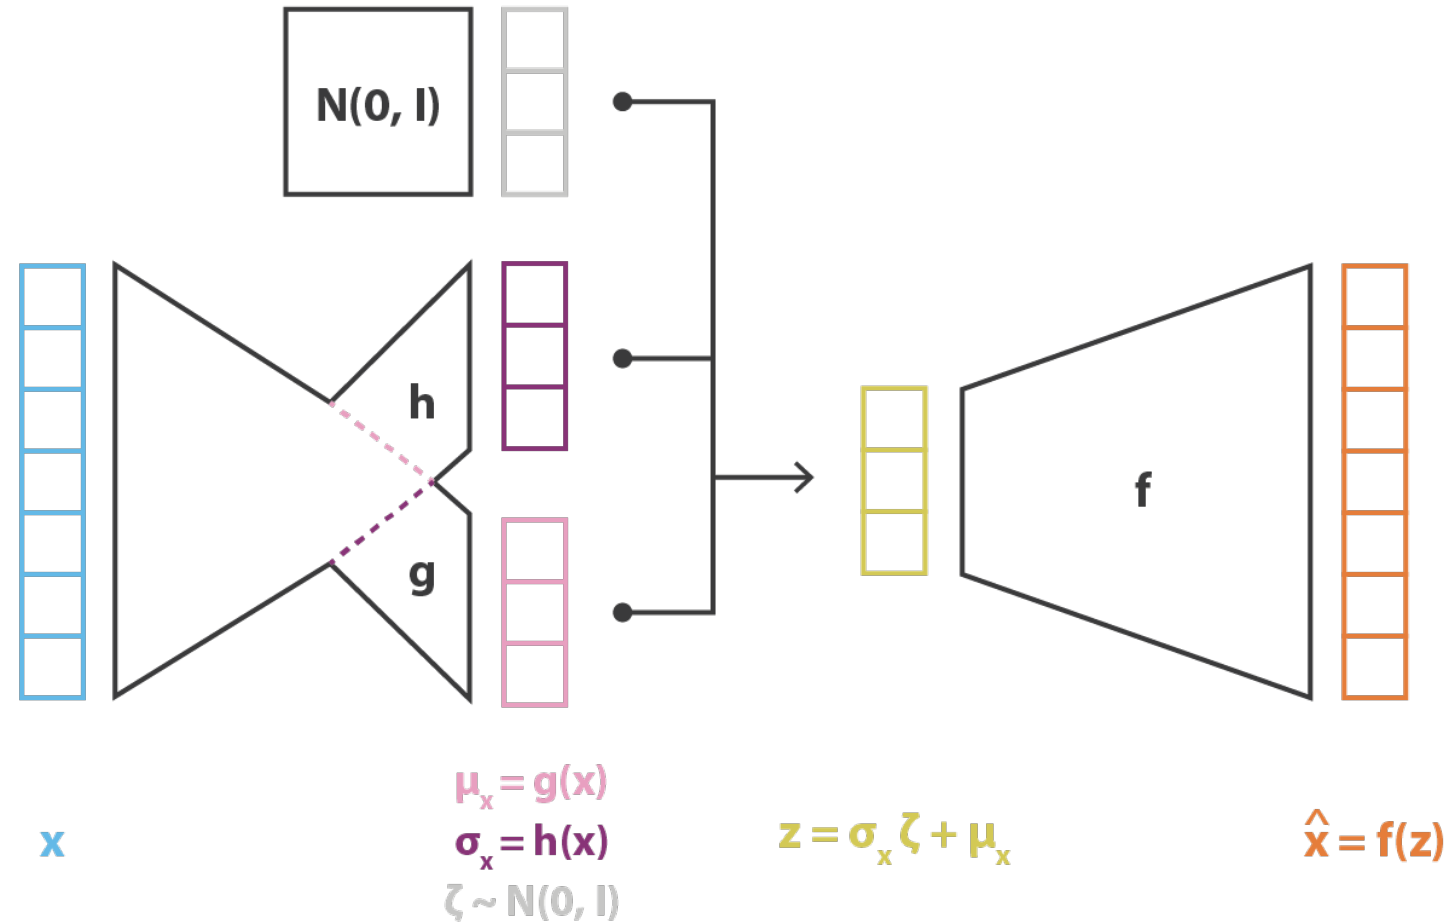 N(0, I)
h
g
f
μₓ = g(x)
x
σₓ = h(x)
z = σₓ ζ + μₓ
x̂ = f(z)
ζ ~ N(0, I)